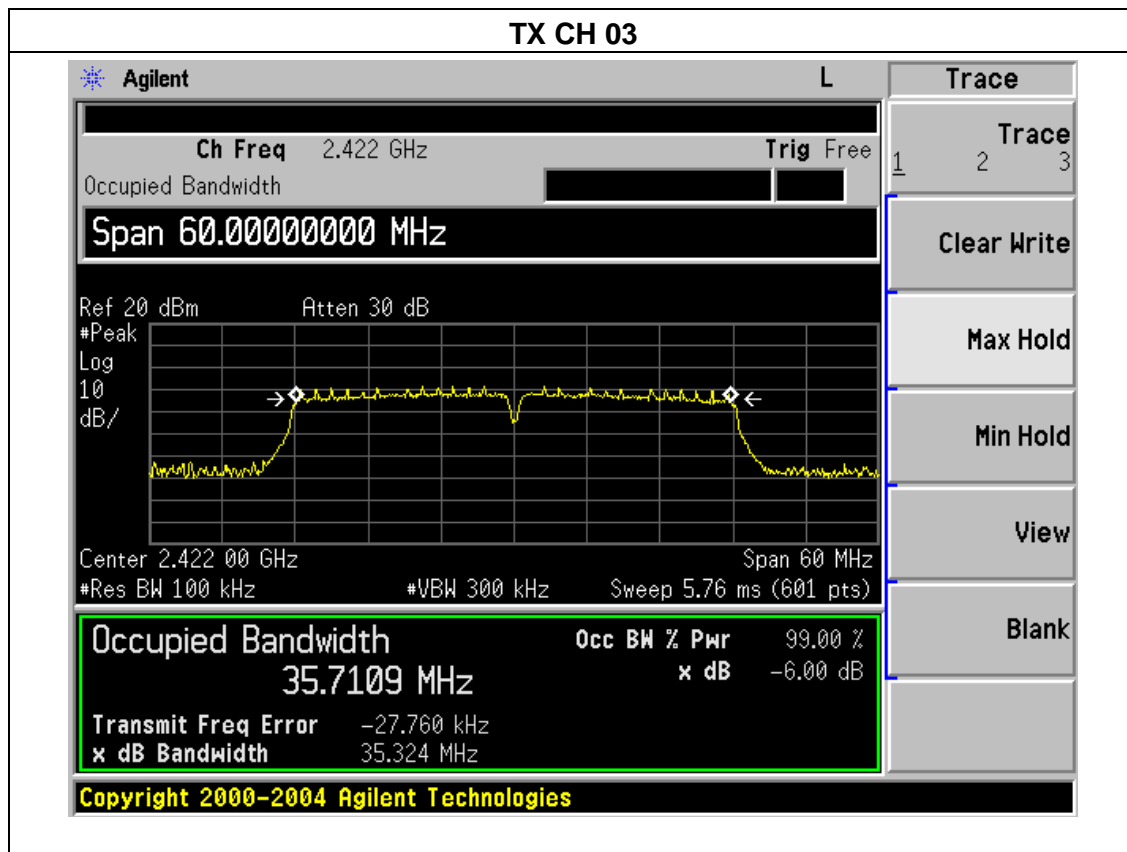 TX CH 03
Agilent L Trace
Ch Freq 2.422 GHz Trig Free
Occupied Bandwidth
Span 60.00000000 MHz
Ref 20 dBm Atten 30 dB
#Peak
Log
10
dB/
Center 2.422 00 GHz Span 60 MHz
#Res BW 100 kHz #VBW 300 kHz Sweep 5.76 ms (601 pts)
Occupied Bandwidth Occ BW % Pwr 99.00 %
35.7109 MHz x dB -6.00 dB
Transmit Freq Error -27.760 kHz
x dB Bandwidth 35.324 MHz
Copyright 2000-2004 Agilent Technologies
Trace
1 2 3
Clear Write
Max Hold
Min Hold
View
Blank